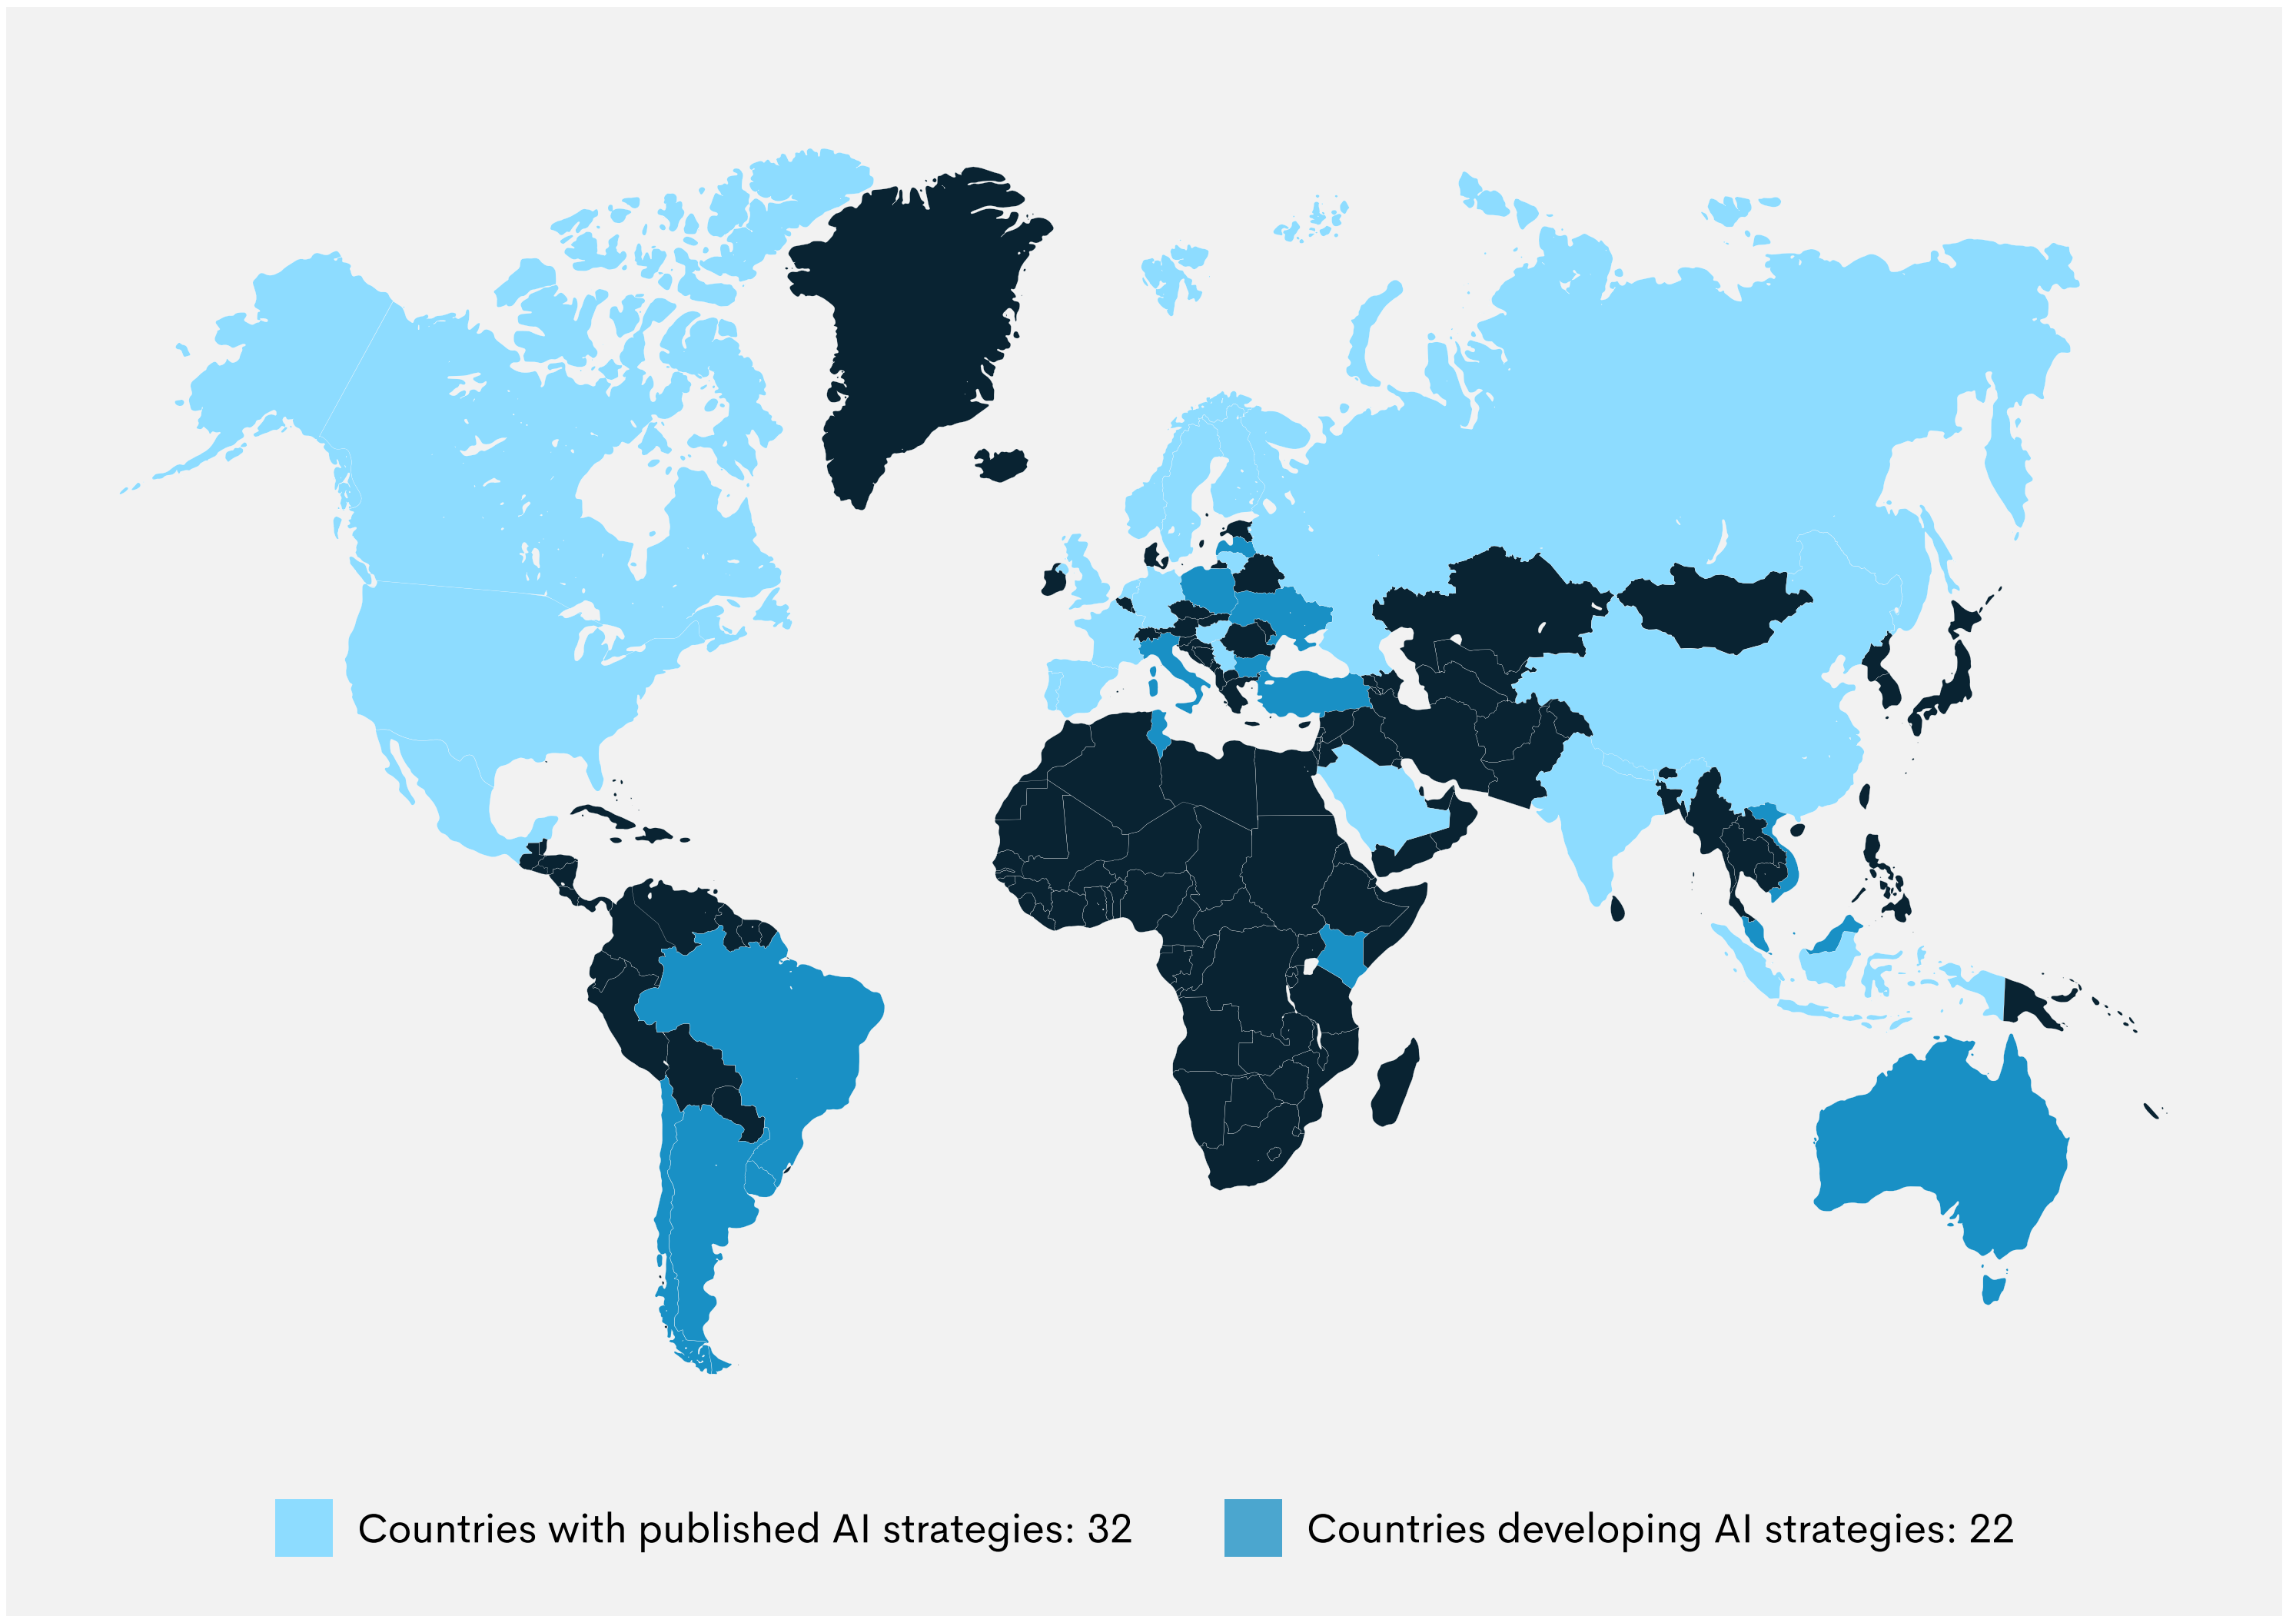 Countries with published AI strategies: 32
Countries developing AI strategies: 22